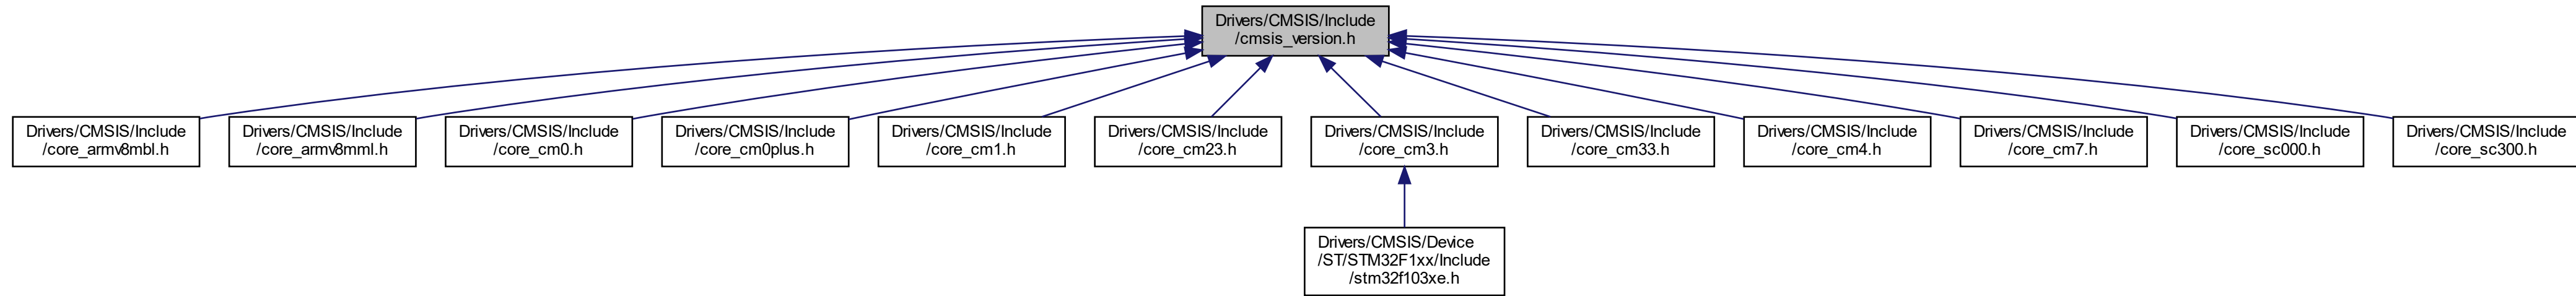 Drivers/CMSIS/Include
/cmsis_version.h
Drivers/CMSIS/Include
/core_armv8mbl.h
Drivers/CMSIS/Include
/core_armv8mml.h
Drivers/CMSIS/Include
/core_cm0.h
Drivers/CMSIS/Include
/core_cm0plus.h
Drivers/CMSIS/Include
/core_cm1.h
Drivers/CMSIS/Include
/core_cm23.h
Drivers/CMSIS/Include
/core_cm3.h
Drivers/CMSIS/Include
/core_cm33.h
Drivers/CMSIS/Include
/core_cm4.h
Drivers/CMSIS/Include
/core_cm7.h
Drivers/CMSIS/Include
/core_sc000.h
Drivers/CMSIS/Include
/core_sc300.h
Drivers/CMSIS/Device
/ST/STM32F1xx/Include
/stm32f103xe.h